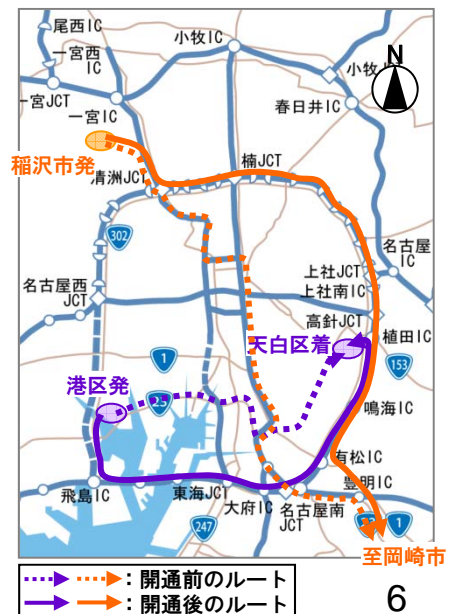 尾西IC
一宮西
IC
小牧IC
N
小牧
一宮JCT
一宮IC
春日井IC
稲沢市発
清洲JCT
楠JCT
302
名古屋
IC
上社JCT
上社南IC
名古屋西
JCT
高針JCT
天白区着
植田IC
1
153
港区発
23
鳴海IC
有松IC
飛島IC
東海JCT
豊明IC
大府IC
名古屋南
JCT
247
23
1
至岡崎市
：開通前のルート
：開通後のルート
6